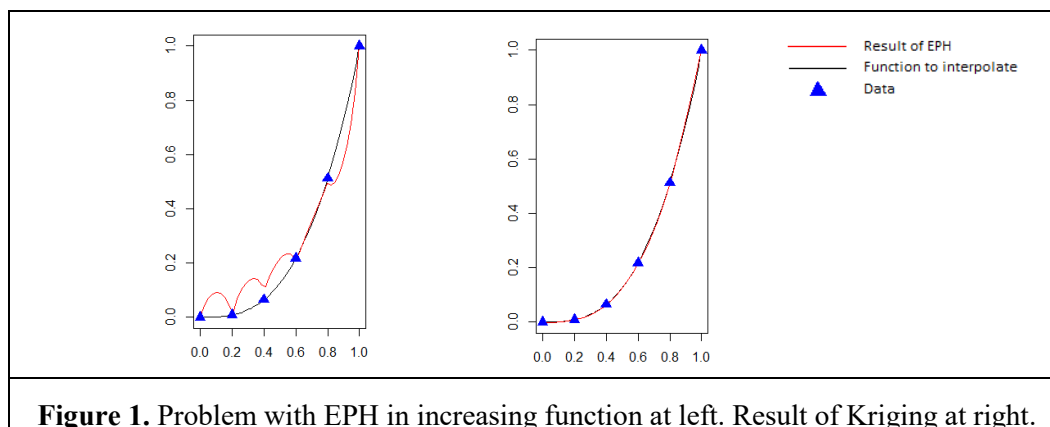 1.0
0.8
0.6
0.4
0.2
0.0
0.0 0.2 0.4 0.6 0.8 1.0
1.0
0.8
0.6
0.4
0.2
0.0
0.0 0.2 0.4 0.6 0.8 1.0
Result of EPH
Function to interpolate
Data
Figure 1. Problem with EPH in increasing function at left. Result of Kriging at right.